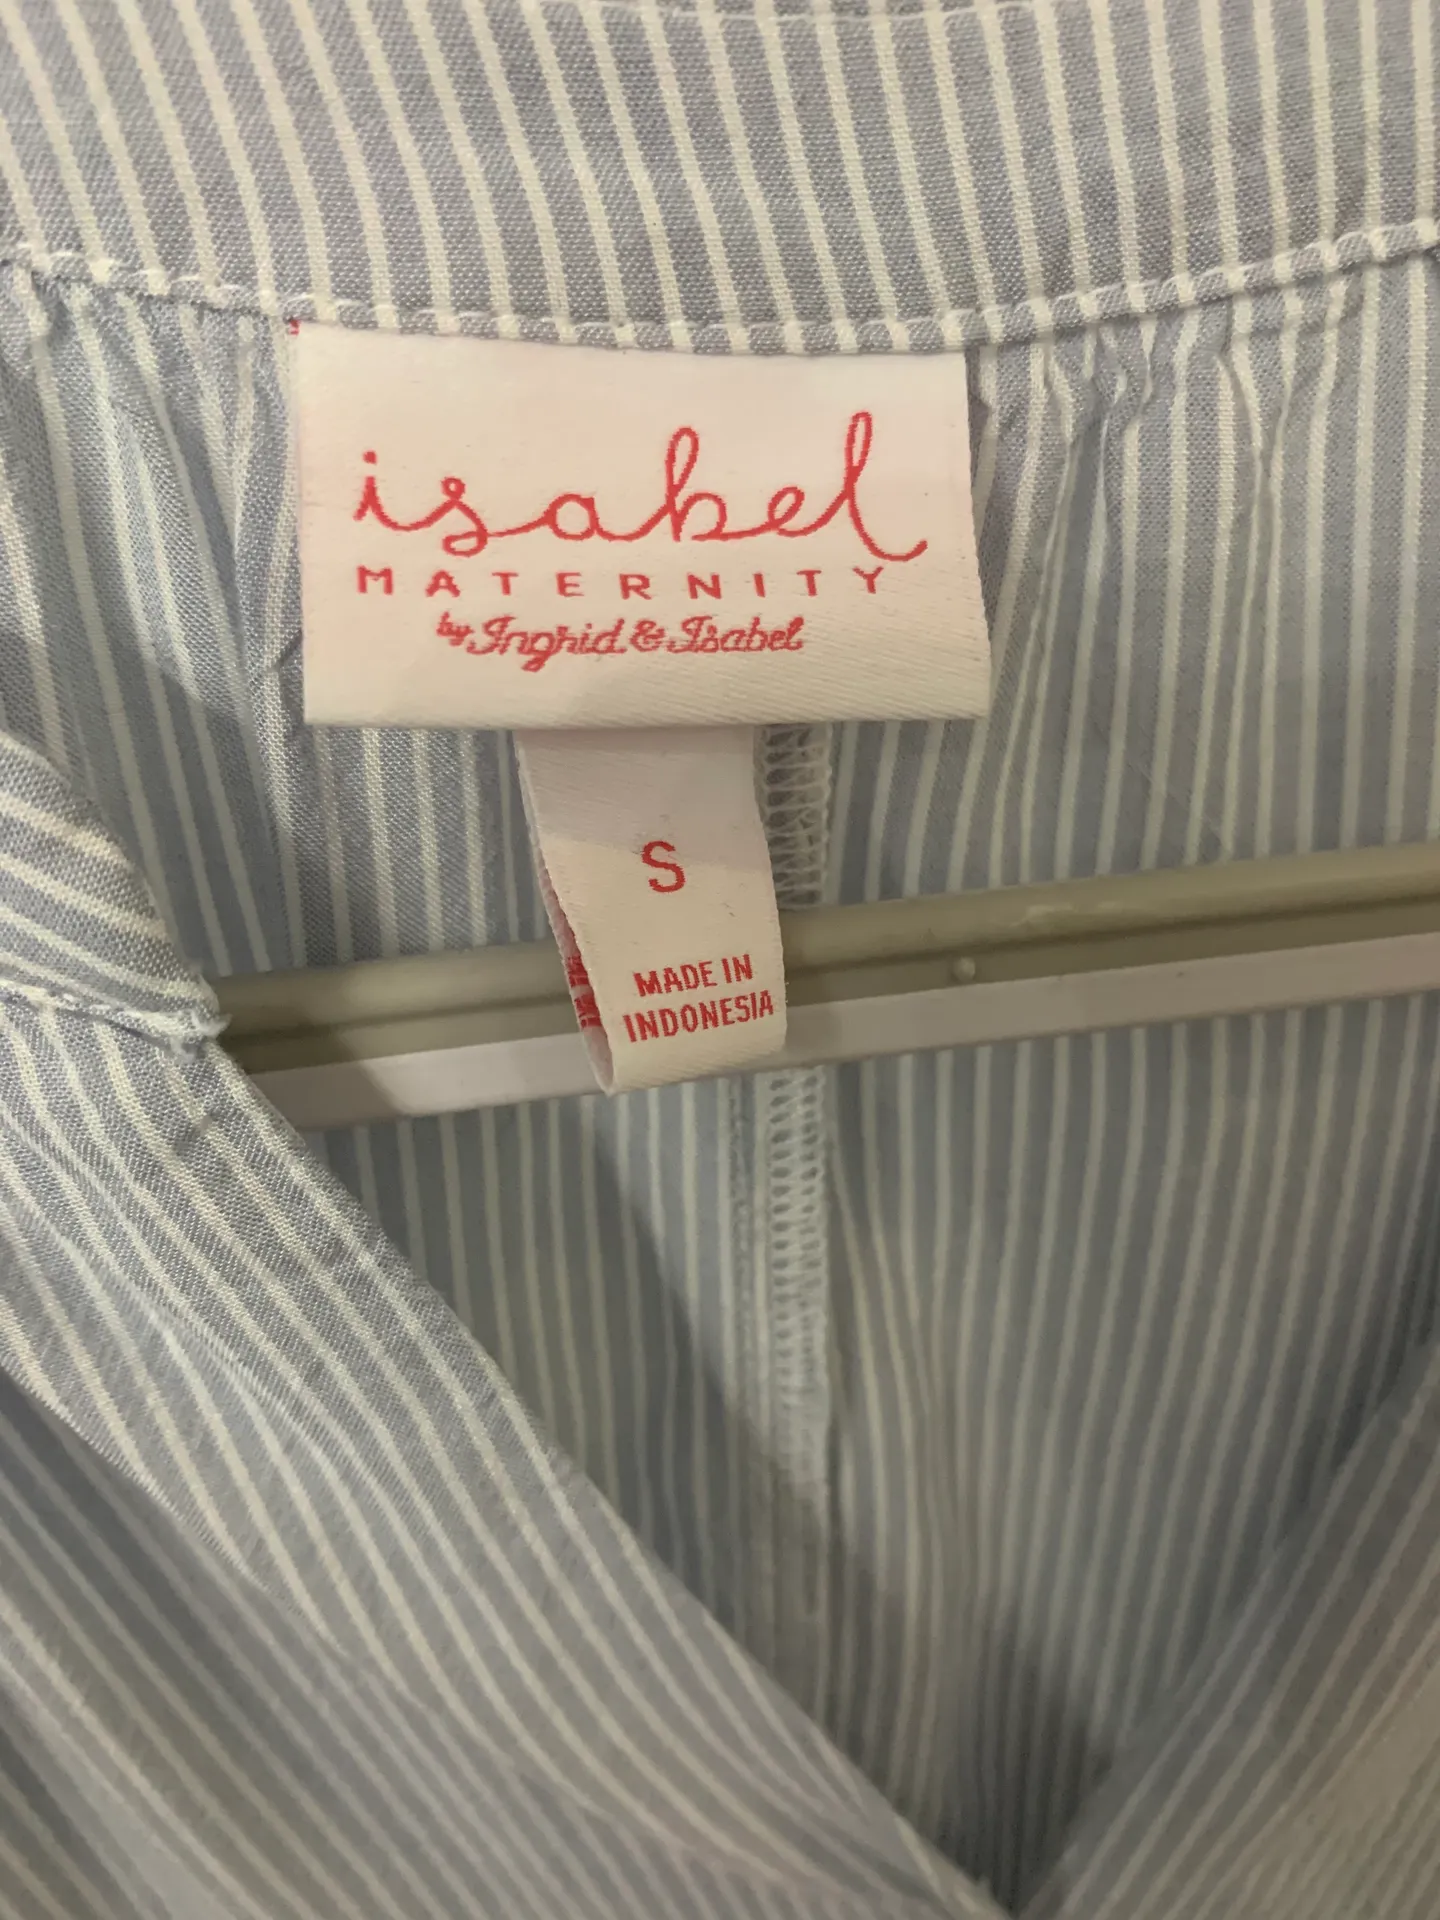 isabel
MATERNITY
by Ingrid & Isabel
S
MADE IN
INDONESIA